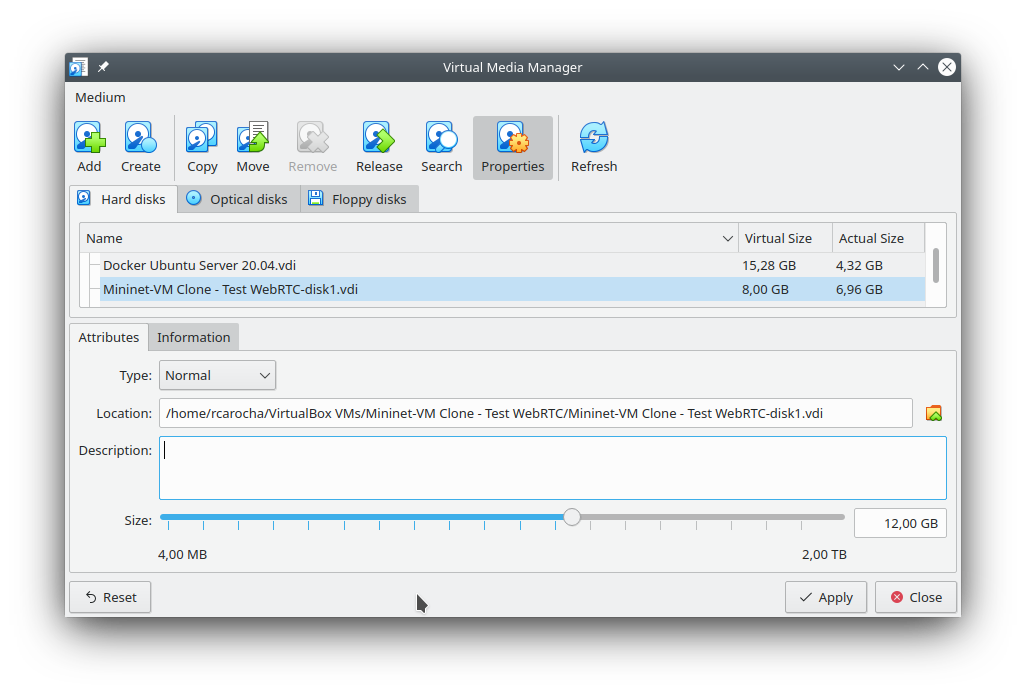 Virtual Media Manager
Medium
Add Create Copy Move Remove Release Search Properties Refresh
Hard disks Optical disks Floppy disks
Name Virtual Size Actual Size
Docker Ubuntu Server 20.04.vdi 15,28 GB 4,32 GB
Mininet-VM Clone - Test WebRTC-disk1.vdi 8,00 GB 6,96 GB
Attributes Information
Type: Normal
Location: /home/rcarocha/VirtualBox VMs/Mininet-VM Clone - Test WebRTC/Mininet-VM Clone - Test WebRTC-disk1.vdi
Description:
Size: 12,00 GB
4,00 MB 2,00 TB
Reset Apply Close